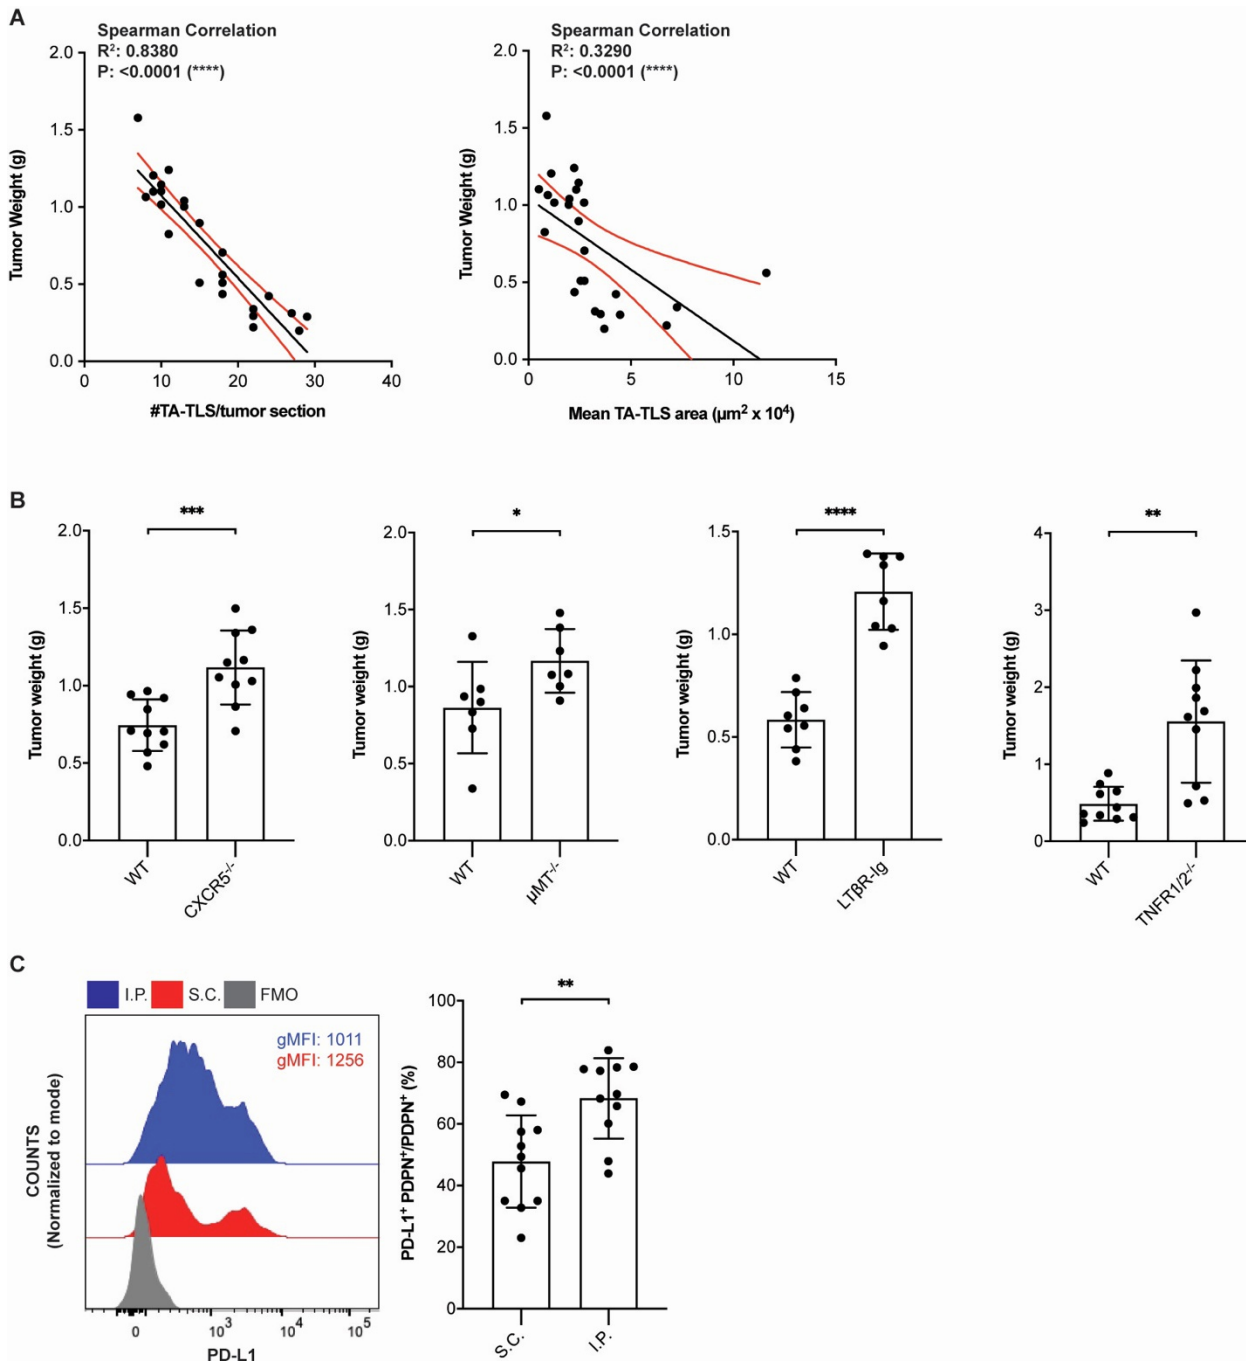 A
Spearman Correlation
R²: 0.8380
P: <0.0001 (****)
2.0
1.5
1.0
0.5
0.0
Tumor Weight (g)
0 10 20 30 40
#TA-TLS/tumor section
Spearman Correlation
R²: 0.3290
P: <0.0001 (****)
2.0
1.5
1.0
0.5
0.0
Tumor Weight (g)
0 5 10 15
Mean TA-TLS area (µm² x 10⁴)
B
***
2.0
1.5
1.0
0.5
0.0
Tumor weight (g)
WT
CXCR5⁻/⁻
*
2.0
1.5
1.0
0.5
0.0
Tumor weight (g)
WT
µMT⁻/⁻
****
1.5
1.0
0.5
0.0
Tumor weight (g)
WT
LTβR-Ig
**
4
3
2
1
0
Tumor weight (g)
WT
TNFR1/2⁻/⁻
C
I.P. S.C. FMO
gMFI: 1011
gMFI: 1256
COUNTS
(Normalized to mode)
0 10³ 10⁴ 10⁵
PD-L1
**
100
80
60
40
20
0
PD-L1⁺ PDPN⁺/PDPN⁺ (%)
S.C.
I.P.